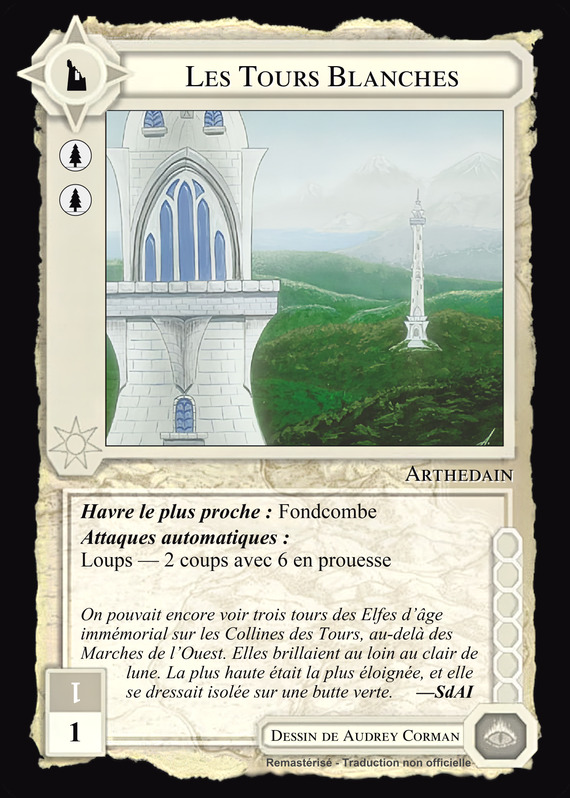 Les Tours Blanches
Arthedain
Havre le plus proche : Fondcombe
Attaques automatiques :
Loups — 2 coups avec 6 en prouesse
On pouvait encore voir trois tours des Elfes d’âge
immémorial sur les Collines des Tours, au-delà des
Marches de l’Ouest. Elles brillaient au loin au clair de
lune. La plus haute était la plus éloignée, et elle
se dressait isolée sur une butte verte. —SdAI
1
1
Dessin de Audrey Corman
Remastérisé - Traduction non officielle